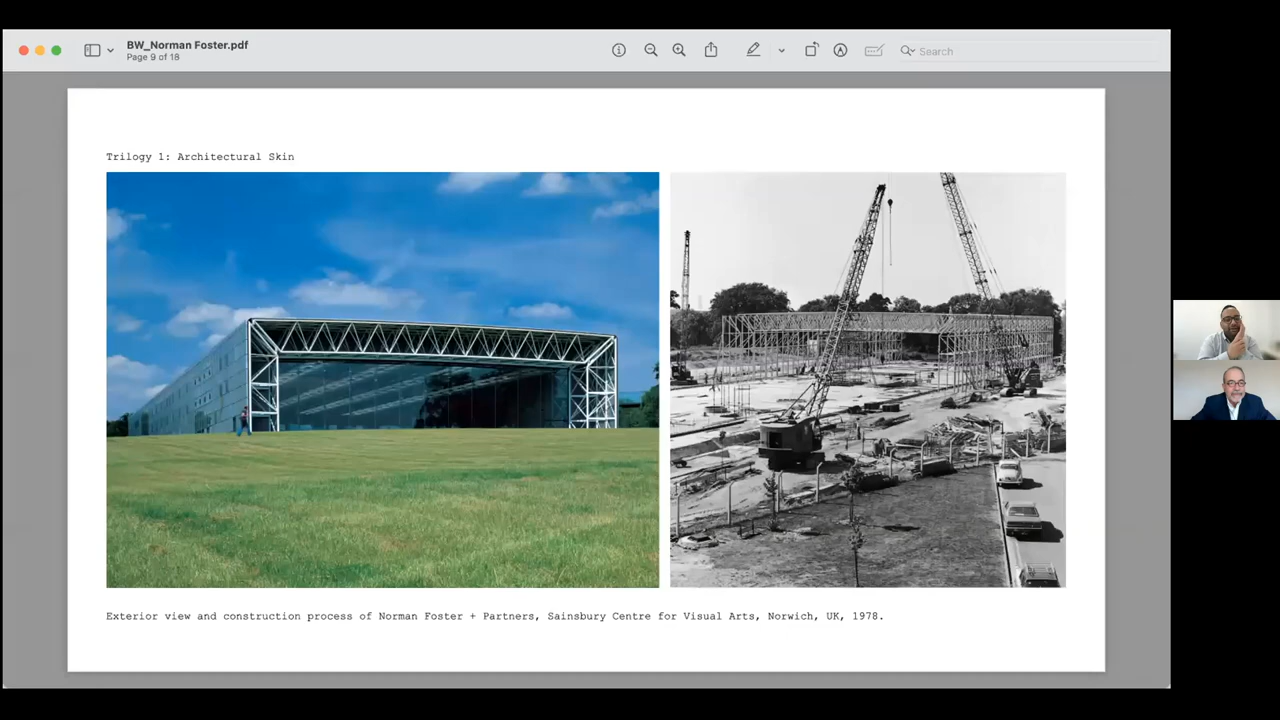 BW_Norman Foster.pdf
Page 9 of 18
Search
Trilogy 1: Architectural Skin
Exterior view and construction process of Norman Foster + Partners, Sainsbury Centre for Visual Arts, Norwich, UK, 1978.